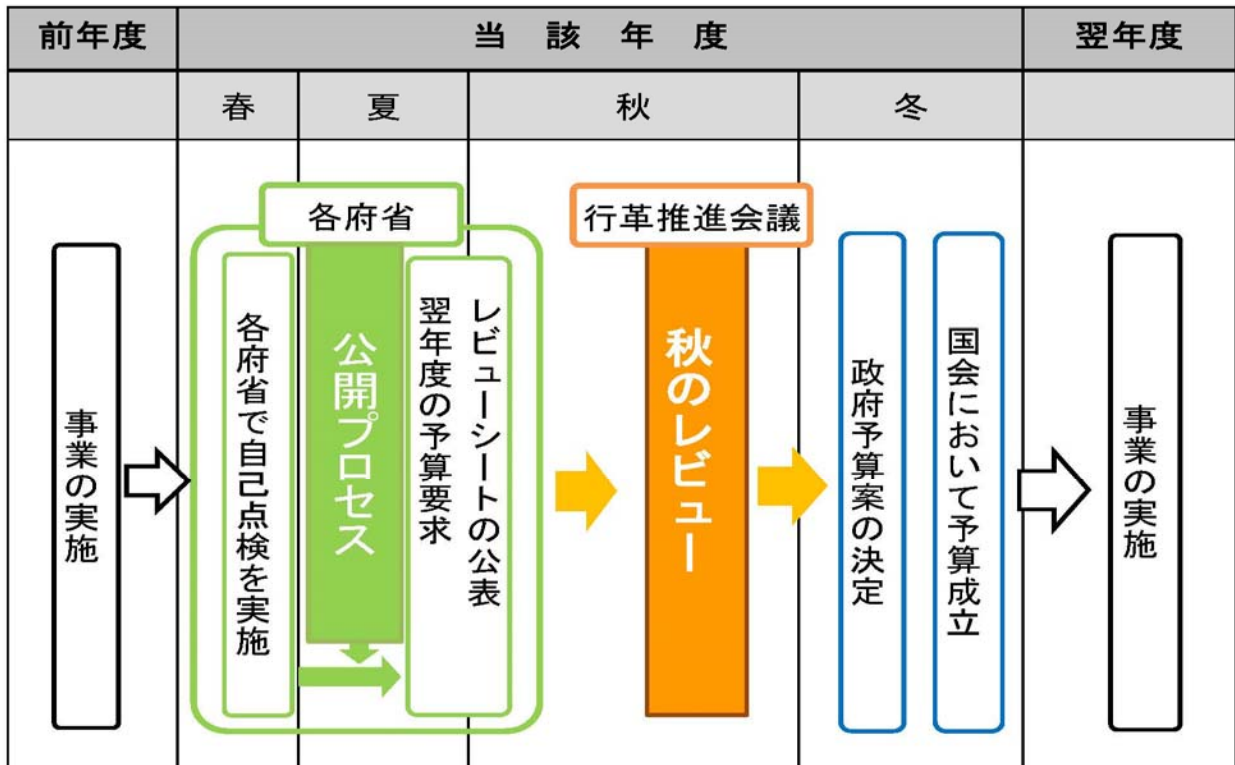 前年度
当該年度
翌年度
春
夏
秋
冬
各府省
行革推進会議
事業の実施
各府省で自己点検を実施
公開プロセス
レビューシートの公表
翌年度の予算要求
秋のレビュー
政府予算案の決定
国会において予算成立
事業の実施